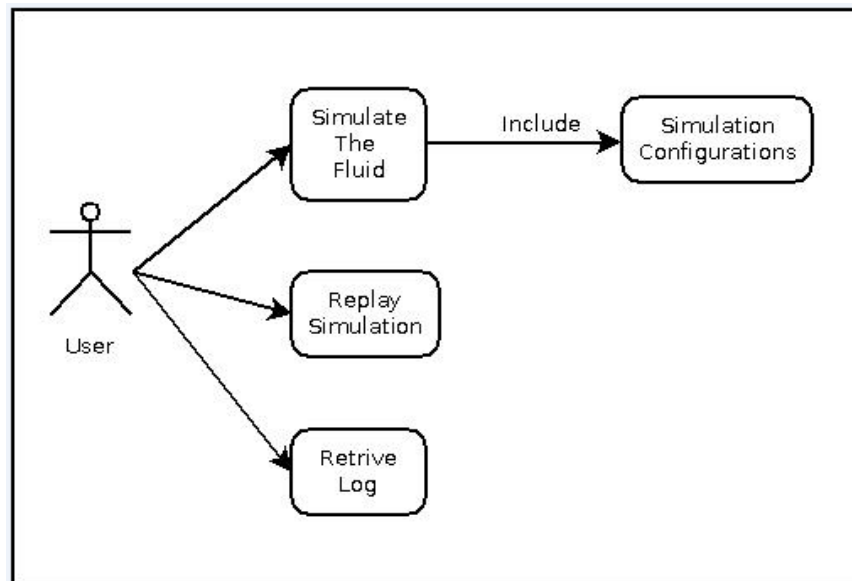 Simulate
The
Fluid
Include
Simulation
Configurations
User
Replay
Simulation
Retrive
Log